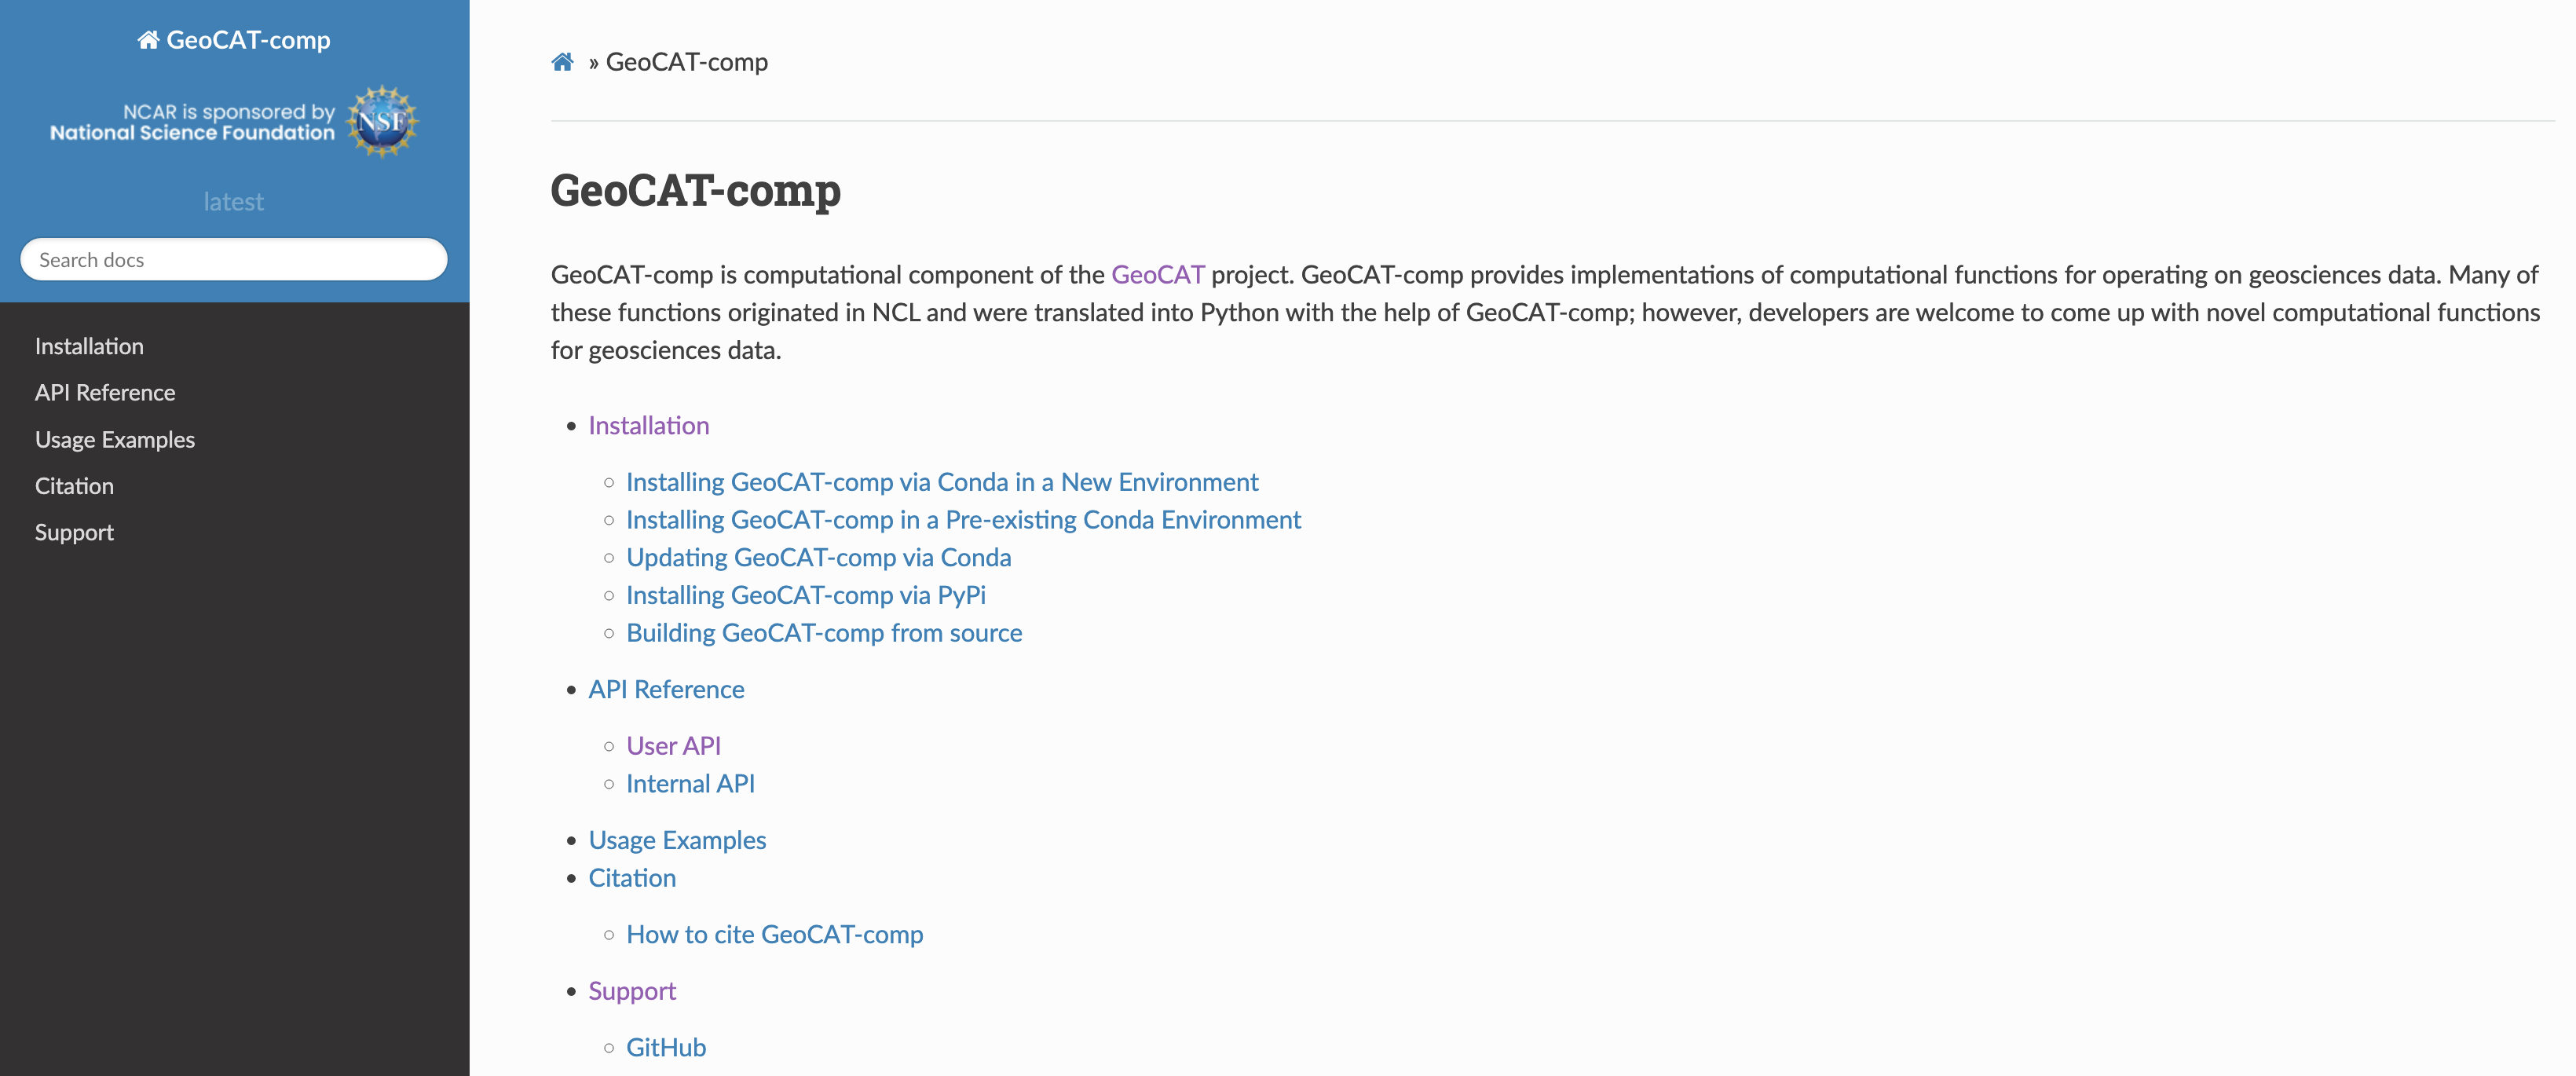 GeoCAT-comp
NCAR is sponsored by
National Science Foundation
NSF
latest
Search docs
Installation
API Reference
Usage Examples
Citation
Support
» GeoCAT-comp
GeoCAT-comp
GeoCAT-comp is computational component of the GeoCAT project. GeoCAT-comp provides implementations of computational functions for operating on geosciences data. Many of
these functions originated in NCL and were translated into Python with the help of GeoCAT-comp; however, developers are welcome to come up with novel computational functions
for geosciences data.
• Installation
○ Installing GeoCAT-comp via Conda in a New Environment
○ Installing GeoCAT-comp in a Pre-existing Conda Environment
○ Updating GeoCAT-comp via Conda
○ Installing GeoCAT-comp via PyPi
○ Building GeoCAT-comp from source
• API Reference
○ User API
○ Internal API
• Usage Examples
• Citation
○ How to cite GeoCAT-comp
• Support
○ GitHub